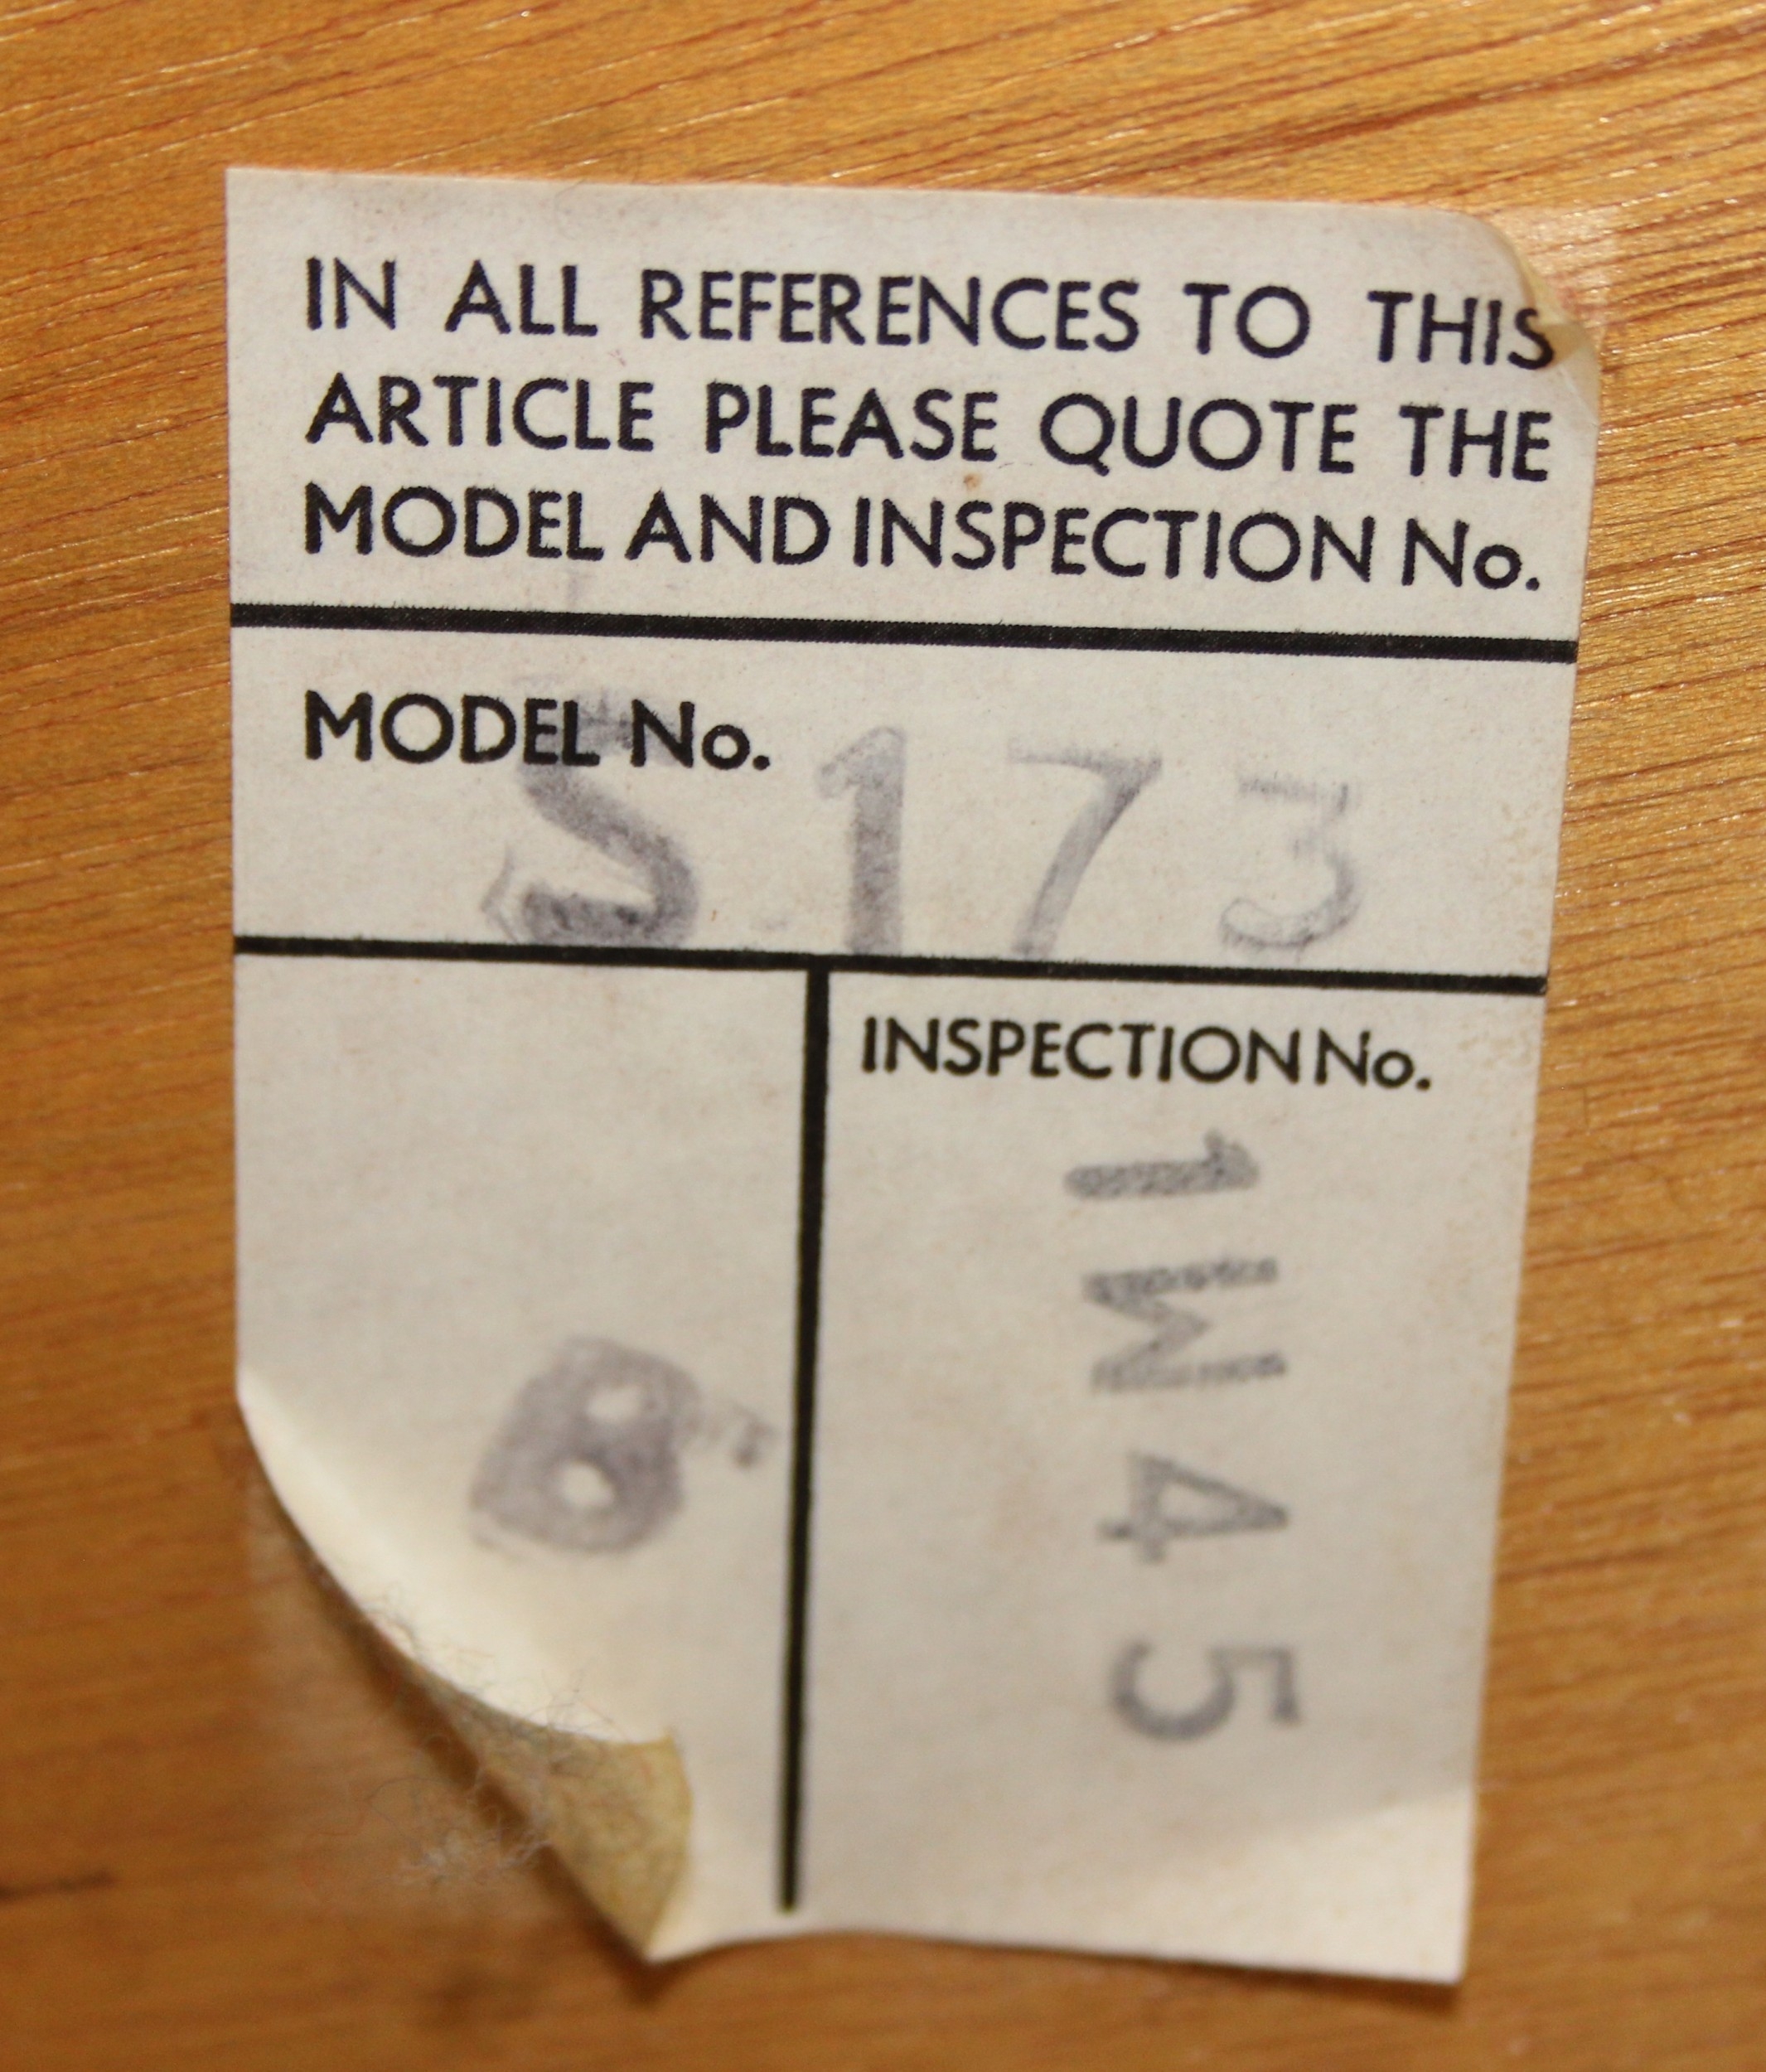 IN ALL REFERENCES TO THIS
ARTICLE PLEASE QUOTE THE
MODEL AND INSPECTION No.
MODEL No.
S 173
INSPECTION No.
1W45
8